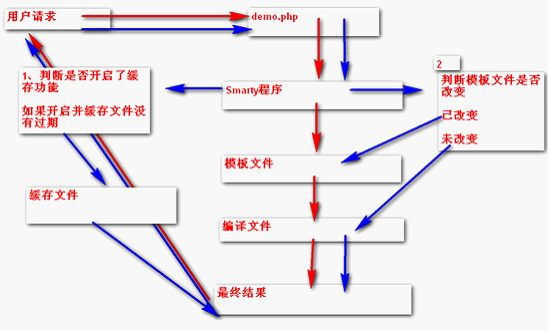 用户请求
demo.php
1、判断是否开启了缓
存功能
如果开启并缓存文件没
有过期
Smarty程序
2
判断模板文件是否
改变
已改变
未改变
模板文件
缓存文件
编译文件
最终结果